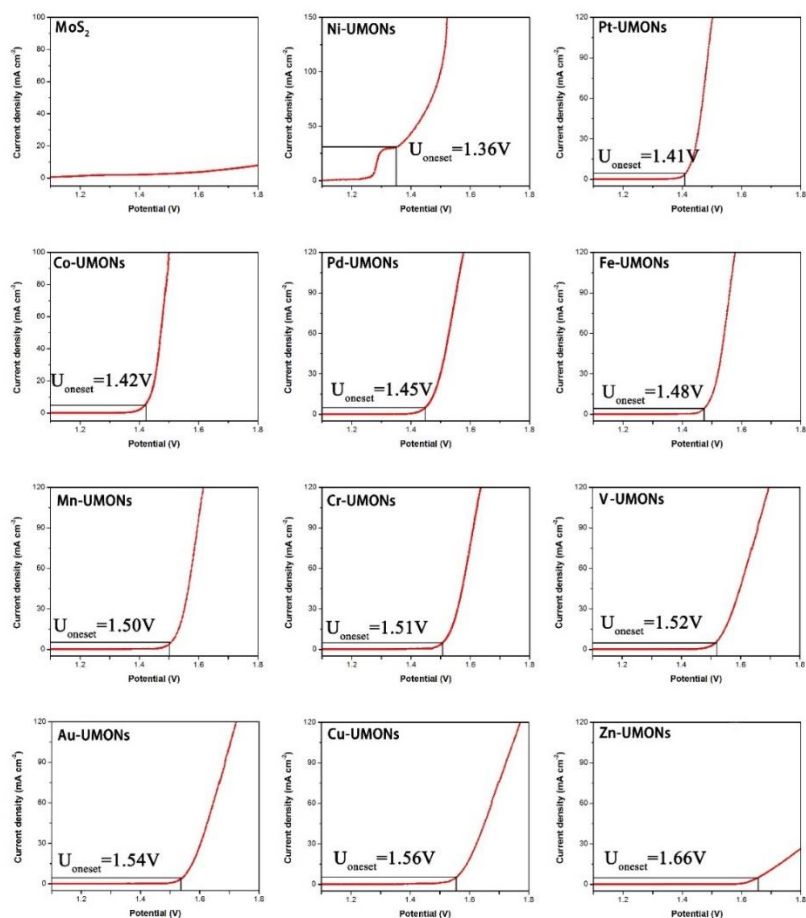 MoS₂
100
80
60
40
20
0
Current density (mA cm⁻²)
1.2 1.4 1.6 1.8
Potential (V)
Ni-UMONs
150
100
50
0
Current density (mA cm⁻²)
U oneset=1.36V
1.2 1.4 1.6 1.8
Potential (V)
Pt-UMONs
120
90
60
30
0
Current density (mA cm⁻²)
U oneset=1.41V
1.2 1.4 1.6 1.8
Potential (V)
Co-UMONs
100
80
60
40
20
0
Current density (mA cm⁻²)
U oneset=1.42V
1.2 1.4 1.6 1.8
Potential (V)
Pd-UMONs
120
90
60
30
0
Current density (mA cm⁻²)
U oneset=1.45V
1.2 1.4 1.6 1.8
Potential (V)
Fe-UMONs
120
90
60
30
0
Current density (mA cm⁻²)
U oneset=1.48V
1.2 1.4 1.6 1.8
Potential (V)
Mn-UMONs
120
90
60
30
0
Current density (mA cm⁻²)
U oneset=1.50V
1.2 1.4 1.6 1.8
Potential (V)
Cr-UMONs
120
90
60
30
0
Current density (mA cm⁻²)
U oneset=1.51V
1.2 1.4 1.6 1.8
Potential (V)
V-UMONs
120
90
60
30
0
Current density (mA cm⁻²)
U oneset=1.52V
1.2 1.4 1.6 1.8
Potential (V)
Au-UMONs
120
90
60
30
0
Current density (mA cm⁻²)
U oneset=1.54V
1.2 1.4 1.6 1.8
Potential (V)
Cu-UMONs
120
90
60
30
0
Current density (mA cm⁻²)
U oneset=1.56V
1.2 1.4 1.6 1.8
Potential (V)
Zn-UMONs
120
90
60
30
0
Current density (mA cm⁻²)
U oneset=1.66V
1.2 1.4 1.6 1.8
Potential (V)